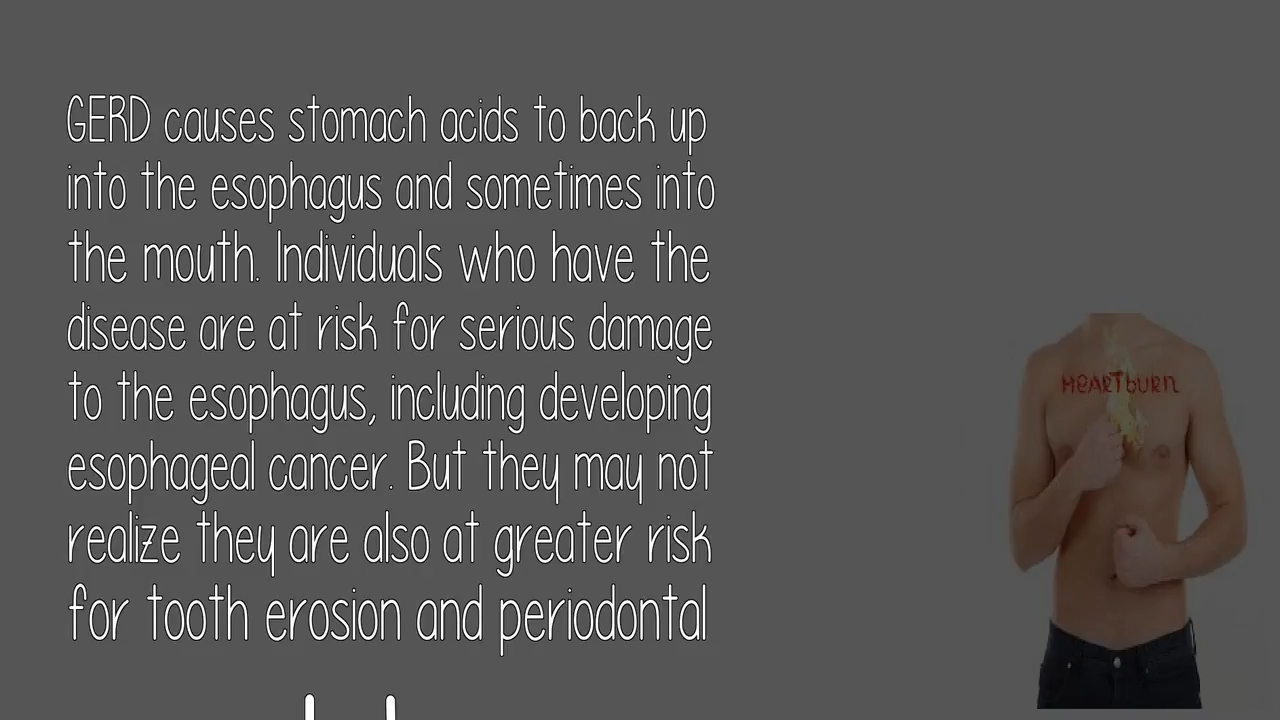 GERD causes stomach acids to back up
into the esophagus and sometimes into
the mouth. Individuals who have the
disease are at risk for serious damage
to the esophagus, including developing
esophageal cancer. But they may not
realize they are also at greater risk
for tooth erosion and periodontal
HEARTbURN